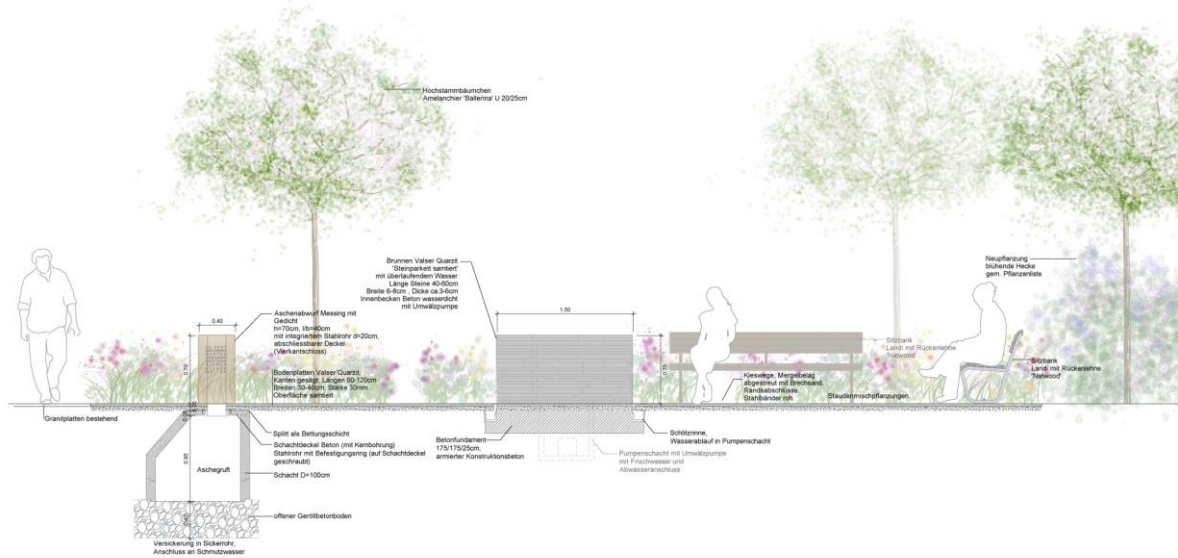 Hochstammbäumchen
Amelanchier 'Ballerina' U 20/25cm
Brunnen Valser Quarzit
'Steinparkett samtiert'
mit überlaufendem Wasser
Länge Steine 40-60cm
Breite 6-8cm , Dicke ca.3-6cm
Innenbecken Beton wasserdicht
mit Umwälzpumpe
Neupflanzung
blühende Hecke
gem. Pflanzenliste
Aschenabwurf Messing mit
Gedicht
h=70cm, l/b=40cm
mit integriertem Stahlrohr d=20cm,
abschliessbarer Deckel
(Vierkantschloss)
0.40
1.50
0.70
0.75
Sitzbank
Landi mit Rückenlehne
'Natwood'
Sitzbank
Landi mit Rückenlehne
'Natwood'
Bodenplatten Valser Quarzit,
Kanten gesägt, Längen 60-120cm
Breiten 30-40cm, Stärke 30mm,
Oberfläche samtiert
Kieswege, Mergelbelag
abgestreut mit Brechsand,
Randabschlüsse
Stahlbänder roh
Staudenmischpflanzungen
Granitplatten bestehend
Splitt als Bettungsschicht
Schachtdeckel Beton (mit Kernbohrung)
Stahlrohr mit Befestigungsring (auf Schachtdeckel
geschraubt)
Betonfundament
175/175/25cm,
armierter Konstruktionsbeton
Schlitzrinne,
Wasserablauf in Pumpenschacht
Pumpenschacht mit Umwälzpumpe
mit Frischwasser und
Abwasseranschluss
0.95
Aschegruft
Schacht D=100cm
offener Geröllbetonboden
Versickerung in Sickerrohr,
Anschluss an Schmutzwasser